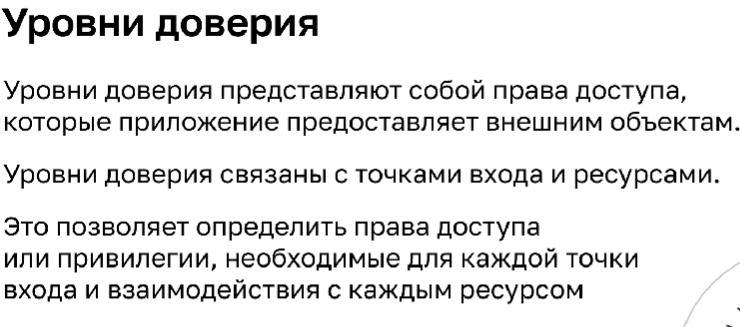 Уровни доверия
Уровни доверия представляют собой права доступа,
которые приложение предоставляет внешним объектам.
Уровни доверия связаны с точками входа и ресурсами.
Это позволяет определить права доступа
или привилегии, необходимые для каждой точки
входа и взаимодействия с каждым ресурсом